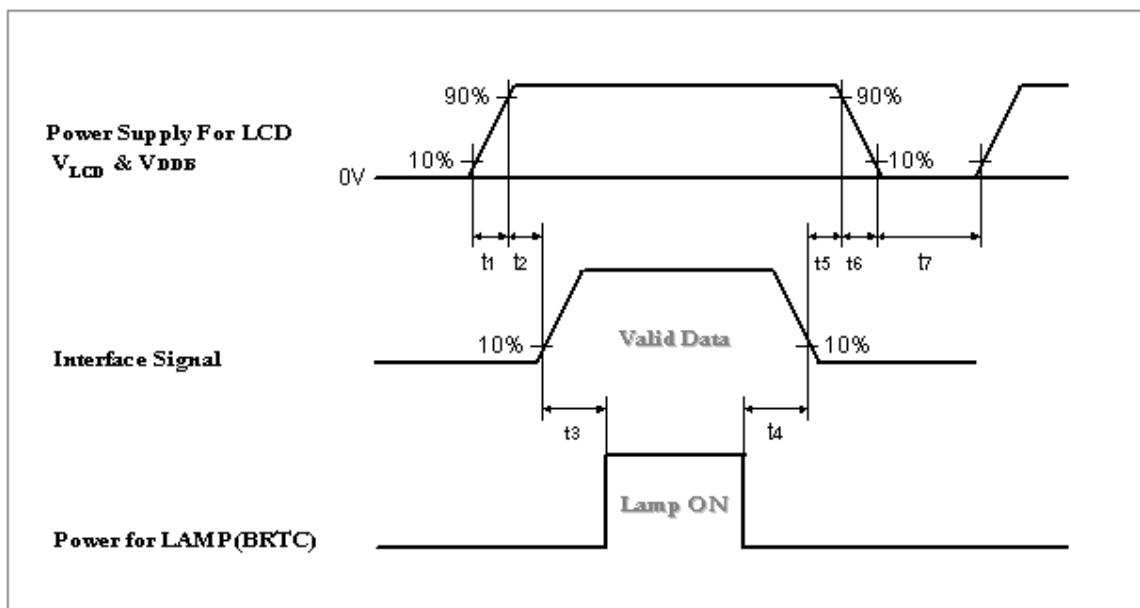 90% 90%
Power Supply For LCD
V_LCD & VDDB
10% 10%
0V
t1 t2 t5 t6 t7
Valid Data
10% 10%
Interface Signal
t3 t4
Lamp ON
Power for LAMP(BRTC)